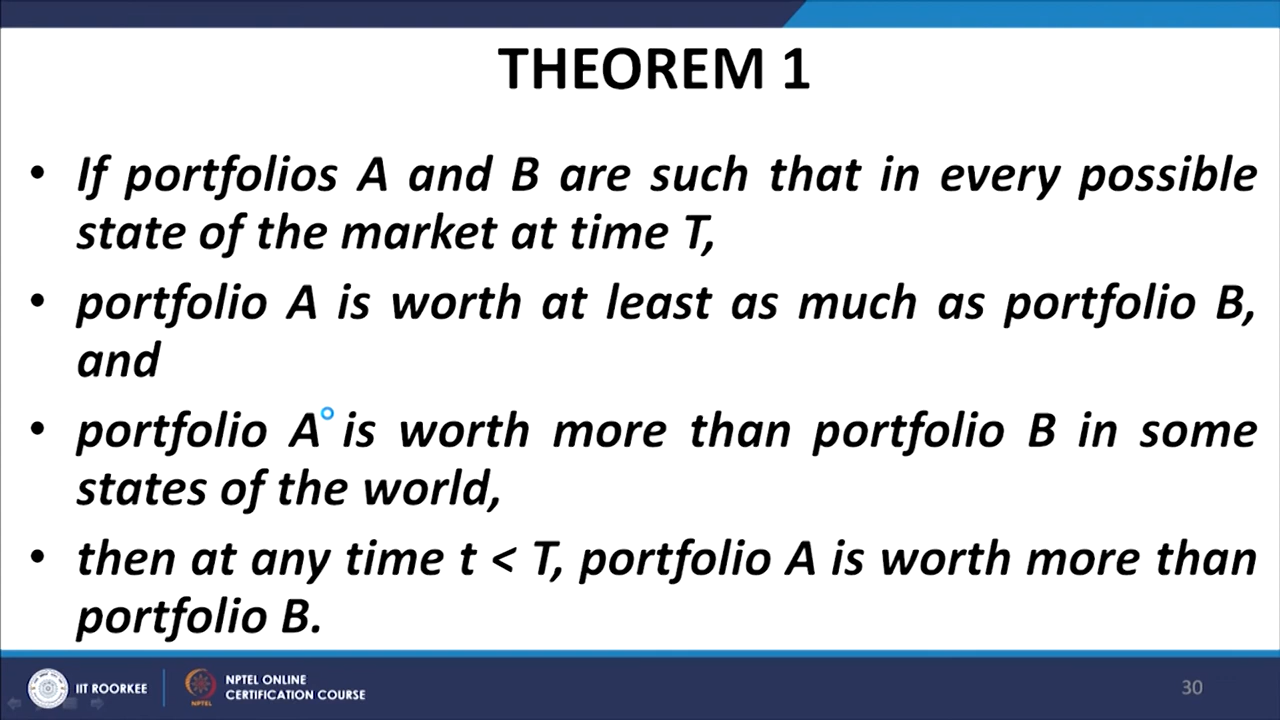 THEOREM 1
• If portfolios A and B are such that in every possible
state of the market at time T,
• portfolio A is worth at least as much as portfolio B,
and
• portfolio A is worth more than portfolio B in some
states of the world,
• then at any time t < T, portfolio A is worth more than
portfolio B.
IIT ROORKEE
NPTEL
NPTEL ONLINE
CERTIFICATION COURSE
30